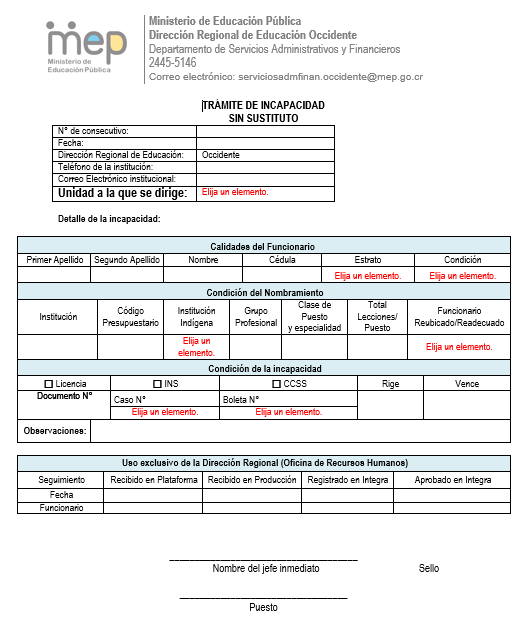 mep
Ministerio de
Educación Pública
Ministerio de Educación Pública
Dirección Regional de Educación Occidente
Departamento de Servicios Administrativos y Financieros
2445-5146
Correo electrónico: serviciosadmfinan.occidente@mep.go.cr
TRÁMITE DE INCAPACIDAD
SIN SUSTITUTO
N° de consecutivo:
Fecha:
Dirección Regional de Educación: Occidente
Teléfono de la institución:
Correo Electrónico institucional:
Unidad a la que se dirige: Elija un elemento.
Detalle de la incapacidad:
Calidades del Funcionario
Primer Apellido Segundo Apellido Nombre Cédula Estrato Condición
Elija un elemento. Elija un elemento.
Condición del Nombramiento
Institución Código Presupuestario Institución Indígena Grupo Profesional Clase de Puesto y especialidad Total Lecciones/ Puesto Funcionario Reubicado/Readecuado
Elija un elemento. Elija un elemento.
Condición de la incapacidad
Licencia INS CCSS Rige Vence
Documento N° Caso N° Boleta N°
Elija un elemento. Elija un elemento.
Observaciones:
Uso exclusivo de la Dirección Regional (Oficina de Recursos Humanos)
Seguimiento Recibido en Plataforma Recibido en Producción Registrado en Integra Aprobado en Integra
Fecha
Funcionario
Nombre del jefe inmediato Sello
Puesto